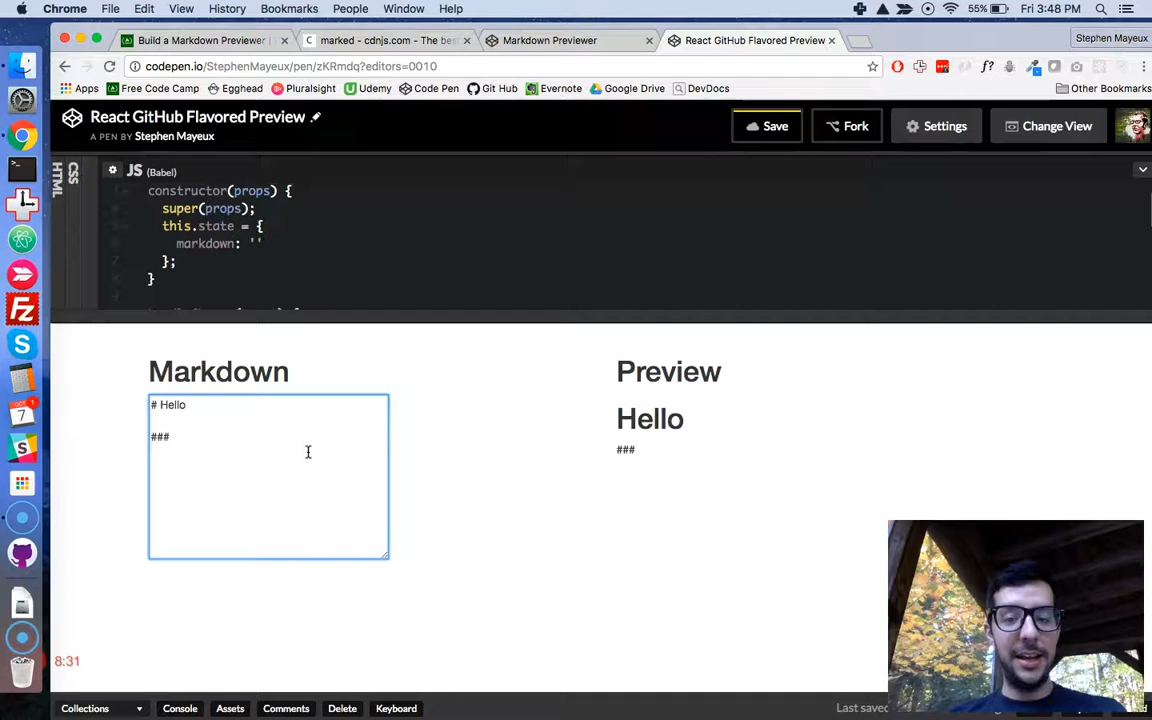 Chrome File Edit View History Bookmarks People Window Help
55% Fri 3:48 PM
Build a Markdown Previewer
marked - cdnjs.com - The bes
Markdown Previewer
React GitHub Flavored Preview
Stephen Mayeux
codepen.io/StephenMayeux/pen/zKRmdq?editors=0010
Apps Free Code Camp Egghead Pluralsight Udemy Code Pen Git Hub Evernote Google Drive DevDocs Other Bookmarks
React GitHub Flavored Preview
A PEN BY Stephen Mayeux
Save Fork Settings Change View
HTML
CSS
JS (Babel)
constructor(props) {
super(props);
this.state = {
markdown: ''
};
}
Markdown
# Hello
###
Preview
Hello
###
8:31
Collections Console Assets Comments Delete Keyboard
Last saved